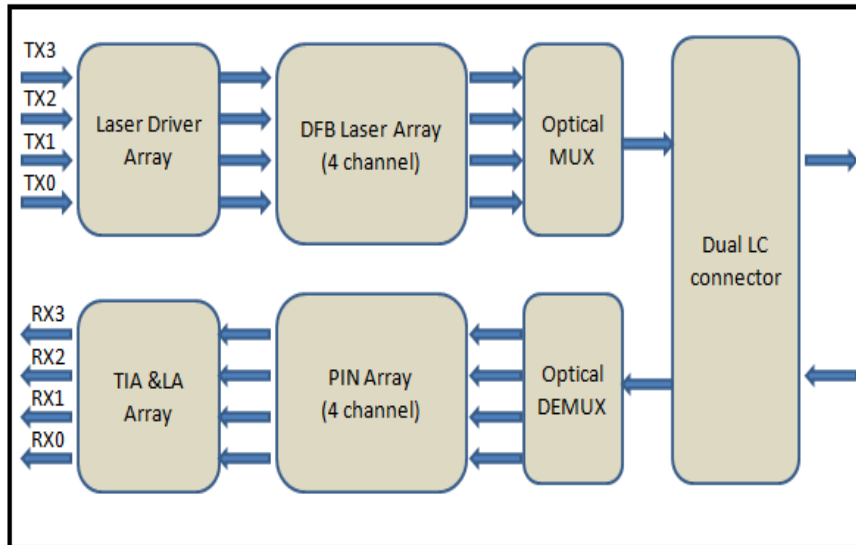 TX3
TX2
TX1
TX0
Laser Driver
Array
DFB Laser Array
(4 channel)
Optical
MUX
Dual LC
connector
RX3
RX2
RX1
RX0
TIA &LA
Array
PIN Array
(4 channel)
Optical
DEMUX